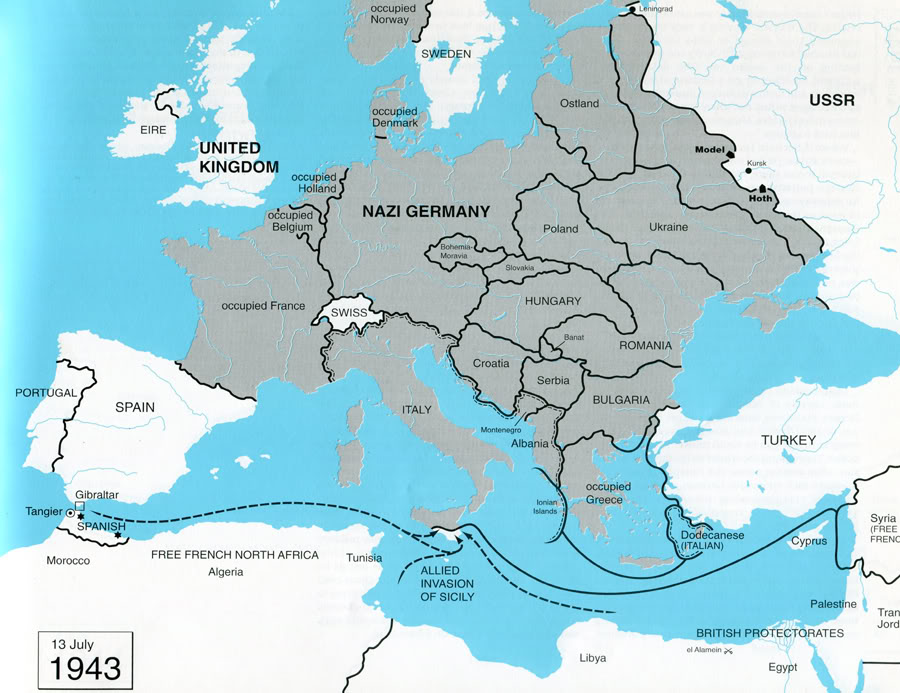 occupied
Norway
Leningrad
SWEDEN
occupied
Denmark
Ostland
USSR
EIRE
UNITED
KINGDOM
Model
Kursk
Hoth
occupied
Holland
occupied
Belgium
NAZI GERMANY
Poland
Ukraine
Bohemia-
Moravia
Slovakia
occupied France
SWISS
HUNGARY
Banat
ROMANIA
Croatia
Serbia
PORTUGAL
SPAIN
ITALY
BULGARIA
Montenegro
Albania
TURKEY
occupied
Greece
Ionian
Islands
Gibraltar
Tangier
SPANISH
Dodecanese
(ITALIAN)
Cyprus
Syria
(FREE
FRENC
Morocco
FREE FRENCH NORTH AFRICA
Algeria
Tunisia
ALLIED
INVASION
OF SICILY
Palestine
Tran
Jord
BRITISH PROTECTORATES
el Alamein
Libya
Egypt
13 July
1943